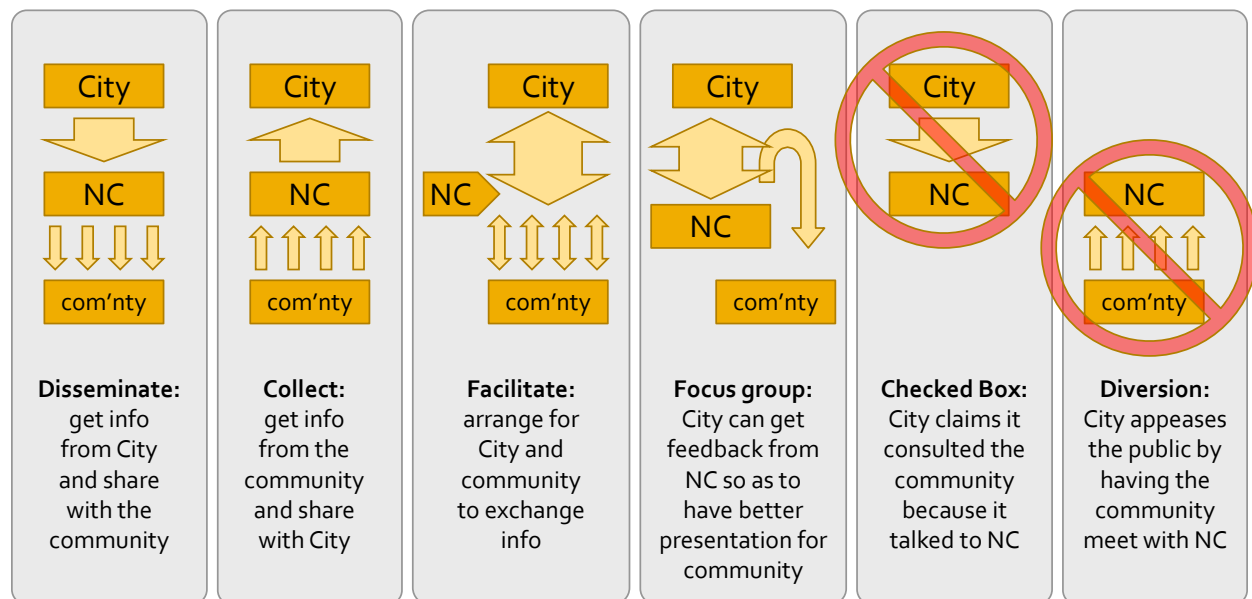 City
NC
com'nty
Disseminate:
get info
from City
and share
with the
community
City
NC
com'nty
Collect:
get info
from the
community
and share
with City
City
NC
com'nty
Facilitate:
arrange for
City and
community
to exchange
info
City
NC
com'nty
Focus group:
City can get
feedback from
NC so as to
have better
presentation for
community
City
NC
Checked Box:
City claims it
consulted the
community
because it
talked to NC
NC
com'nty
Diversion:
City appeases
the public by
having the
community
meet with NC